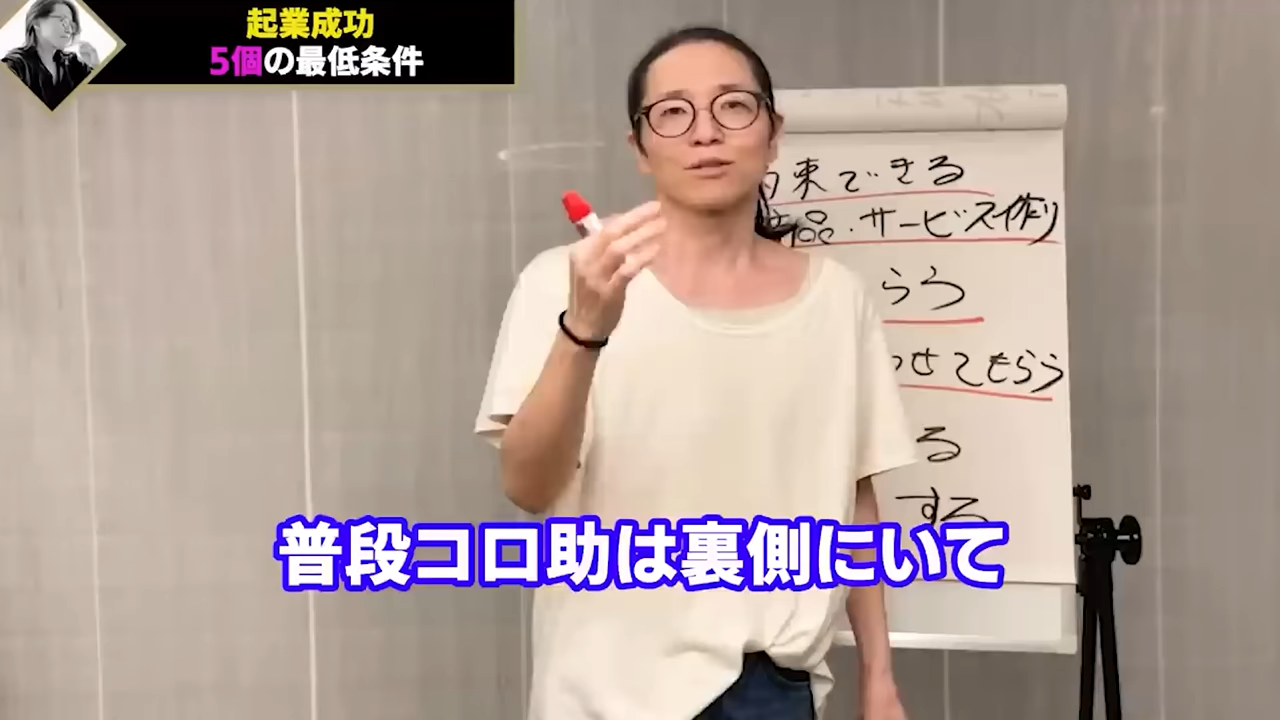 起業成功
5個の最低条件
束できる
品・サービス作り
らう
せてもらう
る
する
普段コロ助は裏側にいて